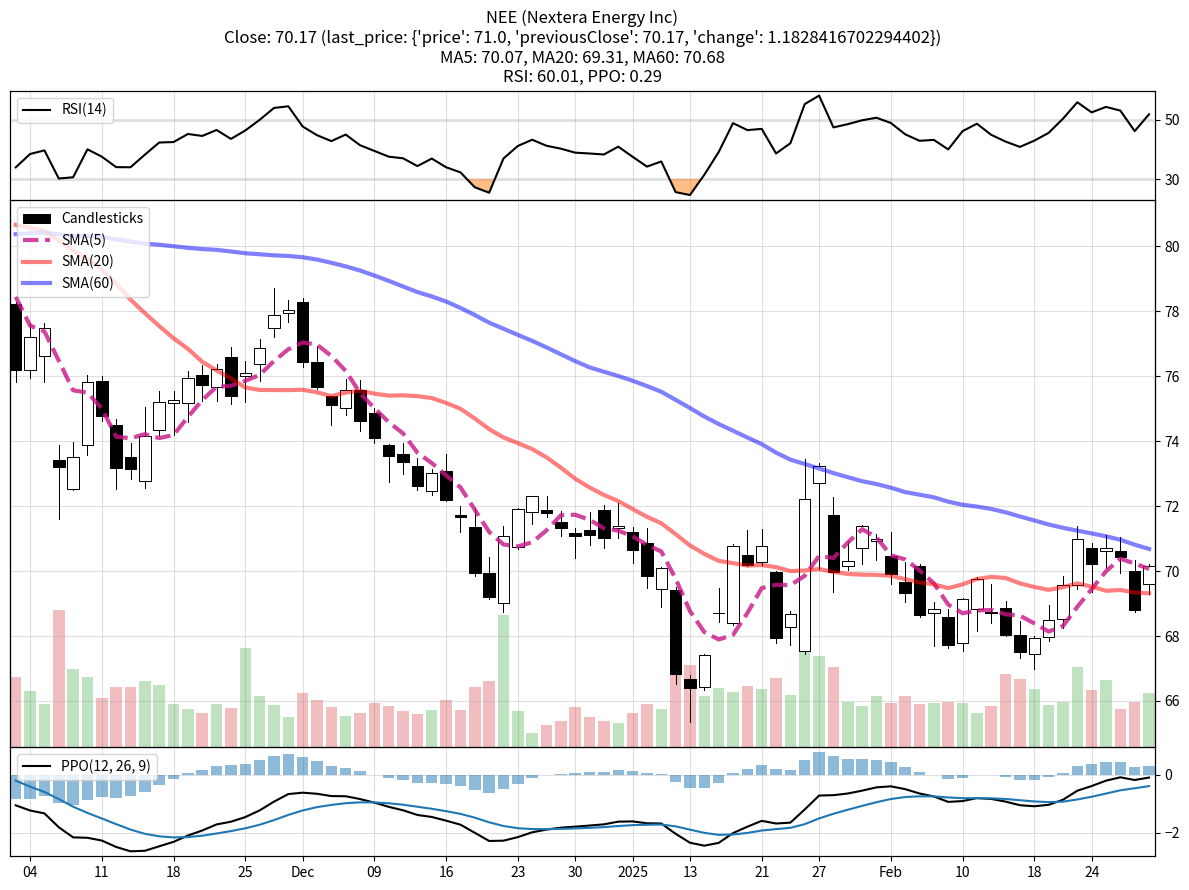 NEE (Nextera Energy Inc)
Close: 70.17 (last_price: {'price': 71.0, 'previousClose': 70.17, 'change': 1.1828416702294402})
MA5: 70.07, MA20: 69.31, MA60: 70.68
RSI: 60.01, PPO: 0.29
RSI(14)
50
30
Candlesticks
SMA(5)
SMA(20)
SMA(60)
80
78
76
74
72
70
68
66
PPO(12, 26, 9)
0
−2
04 11 18 25 Dec 09 16 23 30 2025 13 21 27 Feb 10 18 24